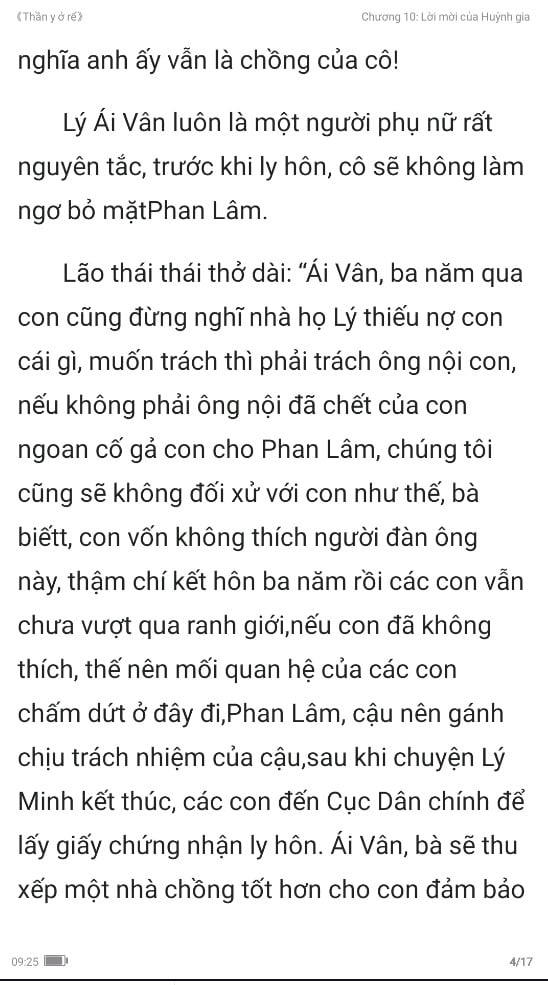 《Thần y ở rể》
Chương 10: Lời mời của Huỳnh gia
nghĩa anh ấy vẫn là chồng của cô!
Lý Ái Vân luôn là một người phụ nữ rất
nguyên tắc, trước khi ly hôn, cô sẽ không làm
ngơ bỏ mặtPhan Lâm.
Lão thái thái thở dài: “Ái Vân, ba năm qua
con cũng đừng nghĩ nhà họ Lý thiếu nợ con
cái gì, muốn trách thì phải trách ông nội con,
nếu không phải ông nội đã chết của con
ngoan cố gả con cho Phan Lâm, chúng tôi
cũng sẽ không đối xử với con như thế, bà
biếtt, con vốn không thích người đàn ông
này, thậm chí kết hôn ba năm rồi các con vẫn
chưa vượt qua ranh giới,nếu con đã không
thích, thế nên mối quan hệ của các con
chấm dứt ở đây đi,Phan Lâm, cậu nên gánh
chịu trách nhiệm của cậu,sau khi chuyện Lý
Minh kết thúc, các con đến Cục Dân chính để
lấy giấy chứng nhận ly hôn. Ái Vân, bà sẽ thu
xếp một nhà chồng tốt hơn cho con đảm bảo
09:25
4/17